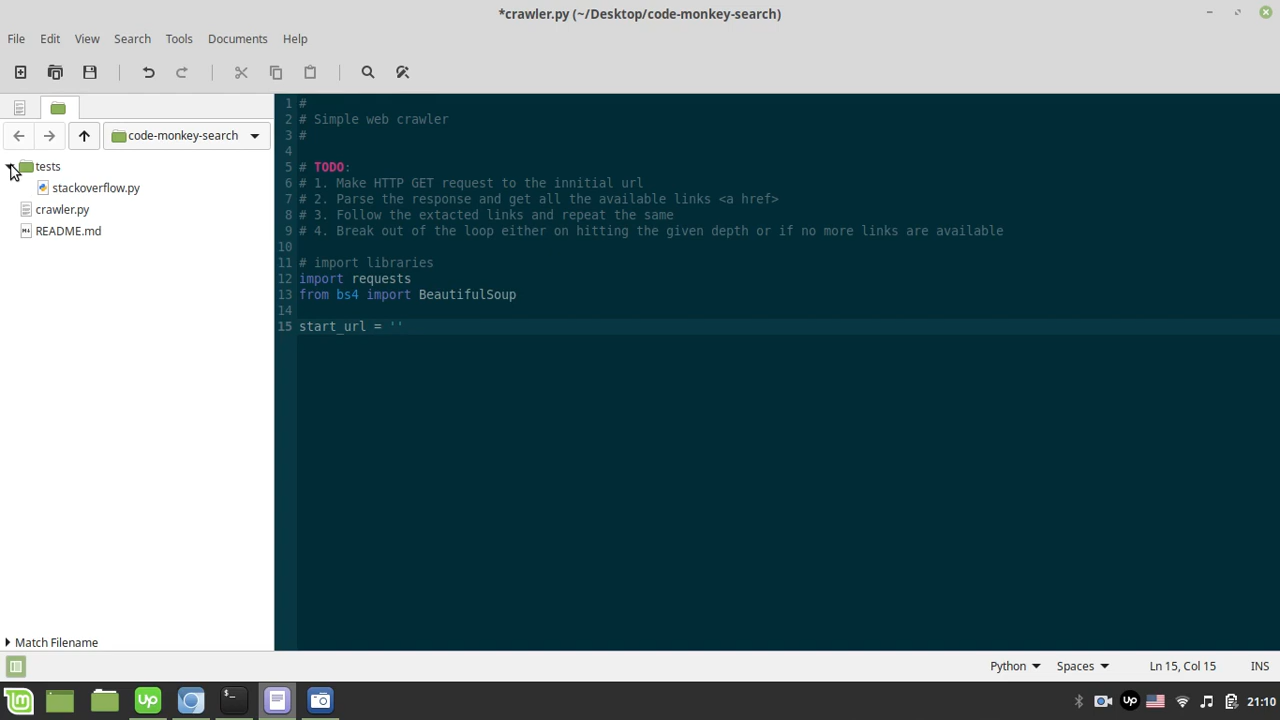 *crawler.py (~/Desktop/code-monkey-search)
File Edit View Search Tools Documents Help
code-monkey-search
tests
stackoverflow.py
crawler.py
README.md
Match Filename
1 #
2 # Simple web crawler
3 #
4
5 # TODO:
6 # 1. Make HTTP GET request to the innitial url
7 # 2. Parse the response and get all the available links <a href>
8 # 3. Follow the extacted links and repeat the same
9 # 4. Break out of the loop either on hitting the given depth or if no more links are available
10
11 # import libraries
12 import requests
13 from bs4 import BeautifulSoup
14
15 start_url = ''
Python Spaces Ln 15, Col 15 INS
Up Up 21:10